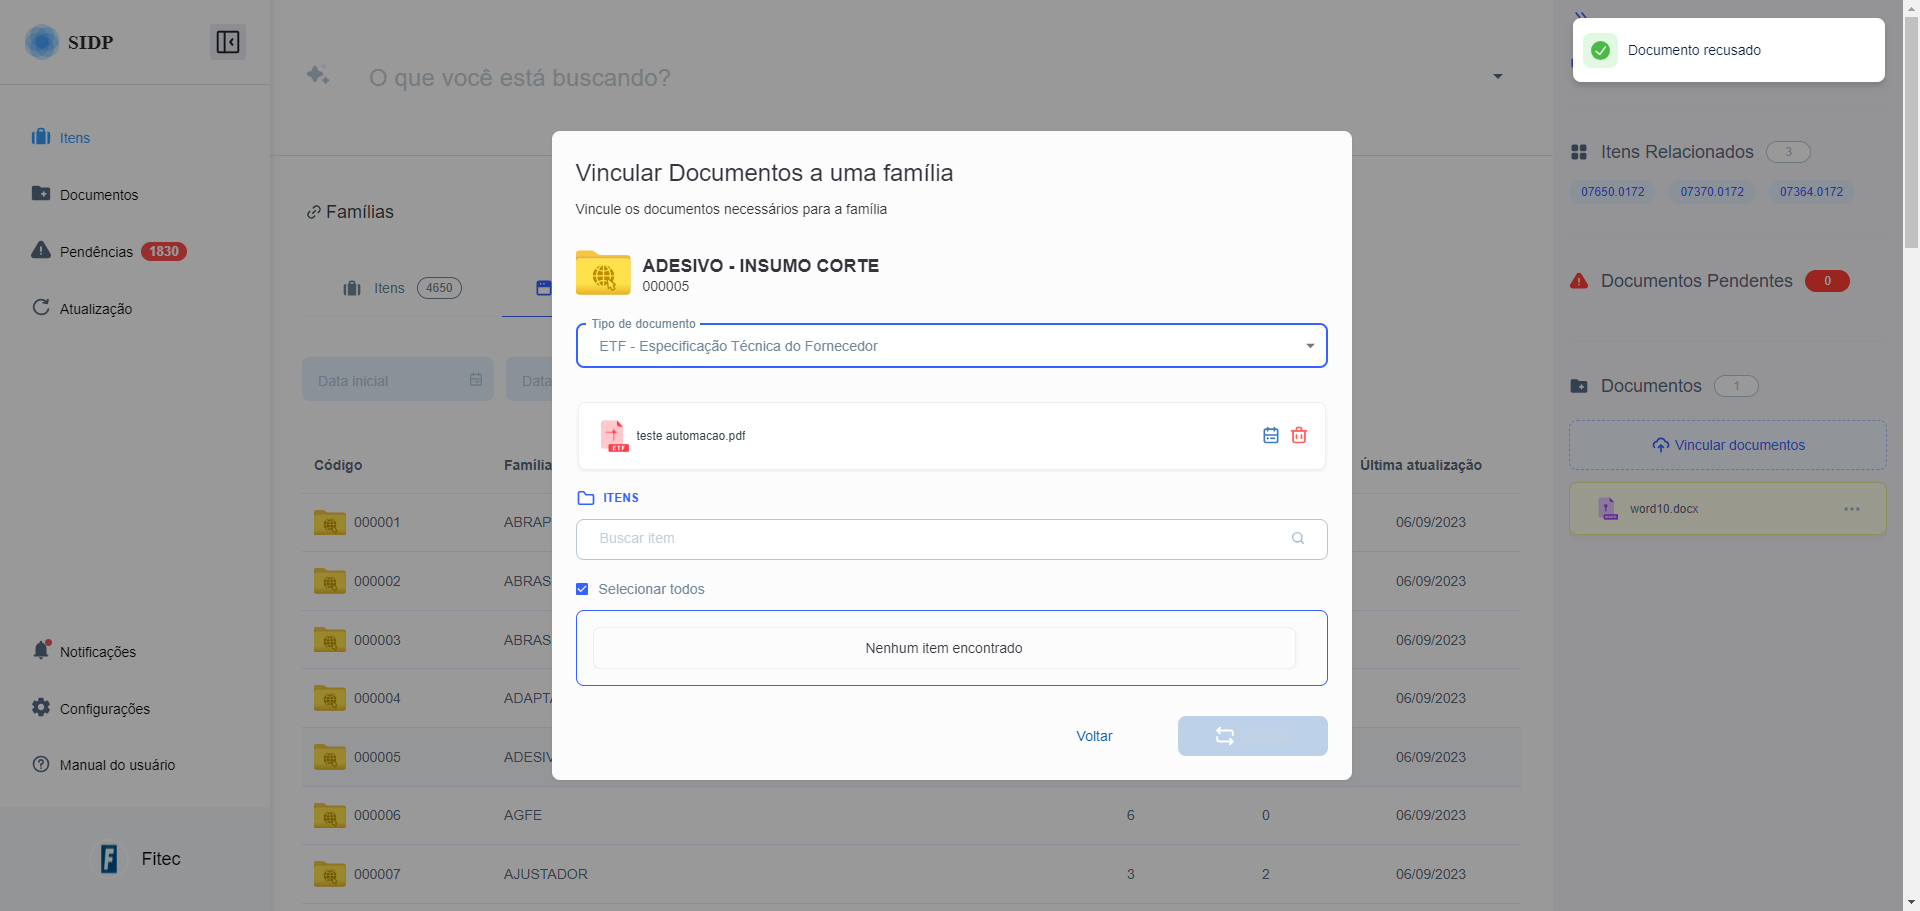 SIDP
O que você está buscando?
Documento recusado
Itens
Documentos
Pendências 1830
Atualização
Notificações
Configurações
Manual do usuário
Fitec
Famílias
Itens 4650
Data inicial
Data
Código Família Última atualização
000001 ABRAP 06/09/2023
000002 ABRAS 06/09/2023
000003 ABRAS 06/09/2023
000004 ADAPT 06/09/2023
000005 ADESIV 06/09/2023
000006 AGFE 6 0 06/09/2023
000007 AJUSTADOR 3 2 06/09/2023
Vincular Documentos a uma família
Vincule os documentos necessários para a família
ADESIVO - INSUMO CORTE
000005
Tipo de documento
ETF - Especificação Técnica do Fornecedor
ETF
teste automacao.pdf
ITENS
Buscar item
Selecionar todos
Nenhum item encontrado
Voltar
Itens Relacionados 3
07650.0172 07370.0172 07364.0172
Documentos Pendentes 0
Documentos 1
Vincular documentos
word10.docx